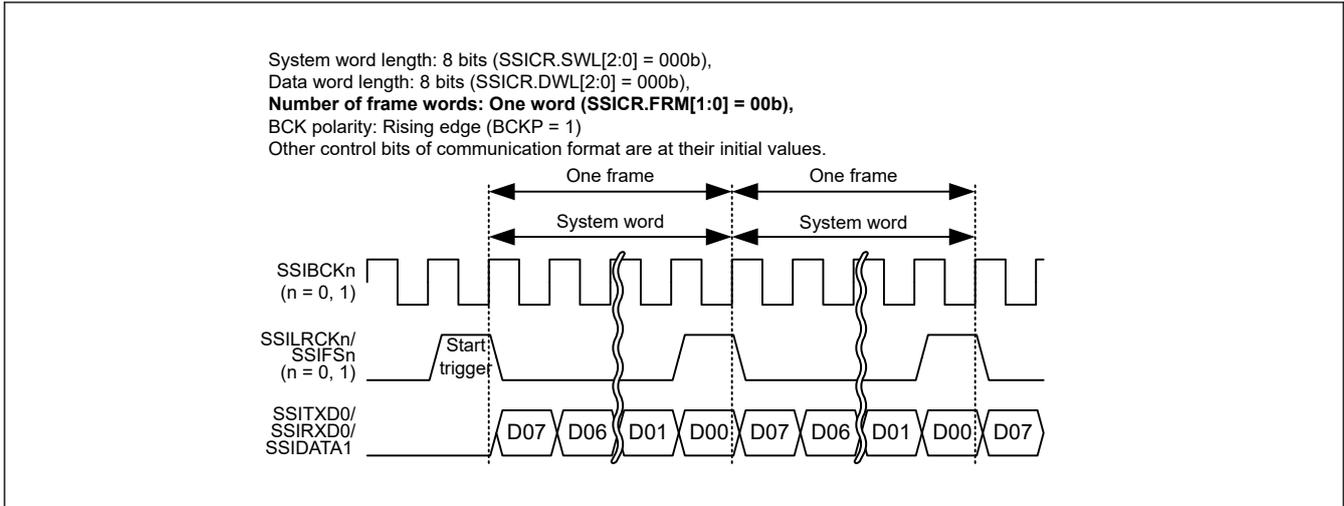 System word length: 8 bits (SSICR.SWL[2:0] = 000b),
Data word length: 8 bits (SSICR.DWL[2:0] = 000b),
Number of frame words: One word (SSICR.FRM[1:0] = 00b),
BCK polarity: Rising edge (BCKP = 1)
Other control bits of communication format are at their initial values.
One frame One frame
System word System word
SSIBCKn
(n = 0, 1)
SSILRCKn/
SSIFSn
(n = 0, 1)
Start
trigger
SSITXD0/
SSIRXD0/
SSIDATA1
D07 D06 D01 D00 D07 D06 D01 D00 D07